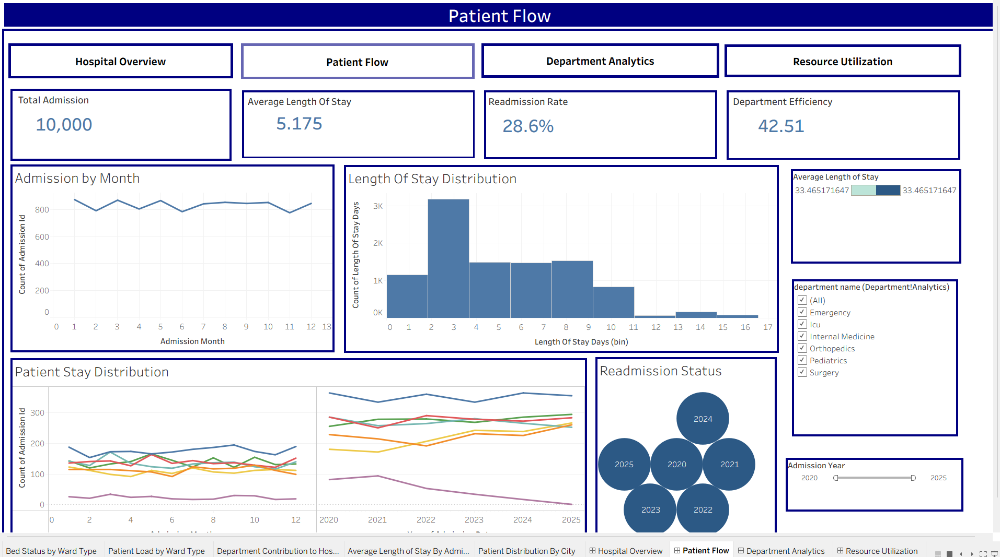 Patient Flow
Hospital Overview
Patient Flow
Department Analytics
Resource Utilization
Total Admission
10,000
Average Length Of Stay
5.175
Readmission Rate
28.6%
Department Efficiency
42.51
Admission by Month
Count of Admission Id
800
600
400
200
0
0 1 2 3 4 5 6 7 8 9 10 11 12 13
Admission Month
Length Of Stay Distribution
Count of Length Of Stay Days
3K
2K
1K
0K
0 1 2 3 4 5 6 7 8 9 10 11 12 13 14 15 16 17
Length Of Stay Days (bin)
Average Length of Stay
33.465171647 33.465171647
department name (Department!Analytics)
(All)
Emergency
Icu
Internal Medicine
Orthopedics
Pediatrics
Surgery
Patient Stay Distribution
Count of Admission Id
300
200
100
0
0 2 4 6 8 10 12 2020 2021 2022 2023 2024 2025
Readmission Status
2024
2025 2020 2021
2023 2022
Admission Year
2020 2025
Bed Status by Ward Type
Patient Load by Ward Type
Department Contribution to Hos...
Average Length of Stay By Admi...
Patient Distribution By City
Hospital Overview
Patient Flow
Department Analytics
Resource Utilization